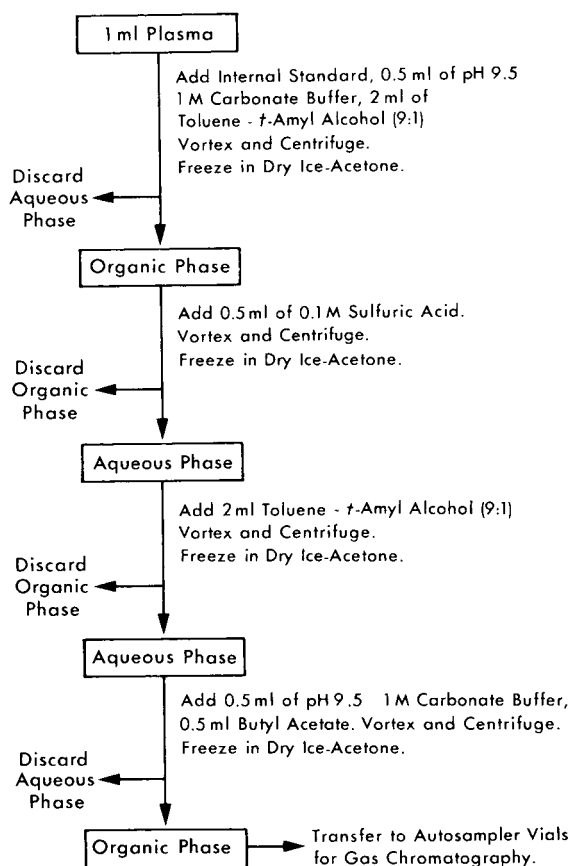 1 ml Plasma
Add Internal Standard, 0.5 ml of pH 9.5
1 M Carbonate Buffer, 2 ml of
Toluene - t-Amyl Alcohol (9:1)
Vortex and Centrifuge.
Freeze in Dry Ice-Acetone.
Discard
Aqueous
Phase
Organic Phase
Add 0.5 ml of 0.1 M Sulfuric Acid.
Vortex and Centrifuge.
Freeze in Dry Ice-Acetone.
Discard
Organic
Phase
Aqueous Phase
Add 2 ml Toluene - t-Amyl Alcohol (9:1)
Vortex and Centrifuge.
Freeze in Dry Ice-Acetone.
Discard
Organic
Phase
Aqueous Phase
Add 0.5 ml of pH 9.5 1 M Carbonate Buffer,
0.5 ml Butyl Acetate. Vortex and Centrifuge.
Freeze in Dry Ice-Acetone.
Discard
Aqueous
Phase
Organic Phase
Transfer to Autosampler Vials
for Gas Chromatography.